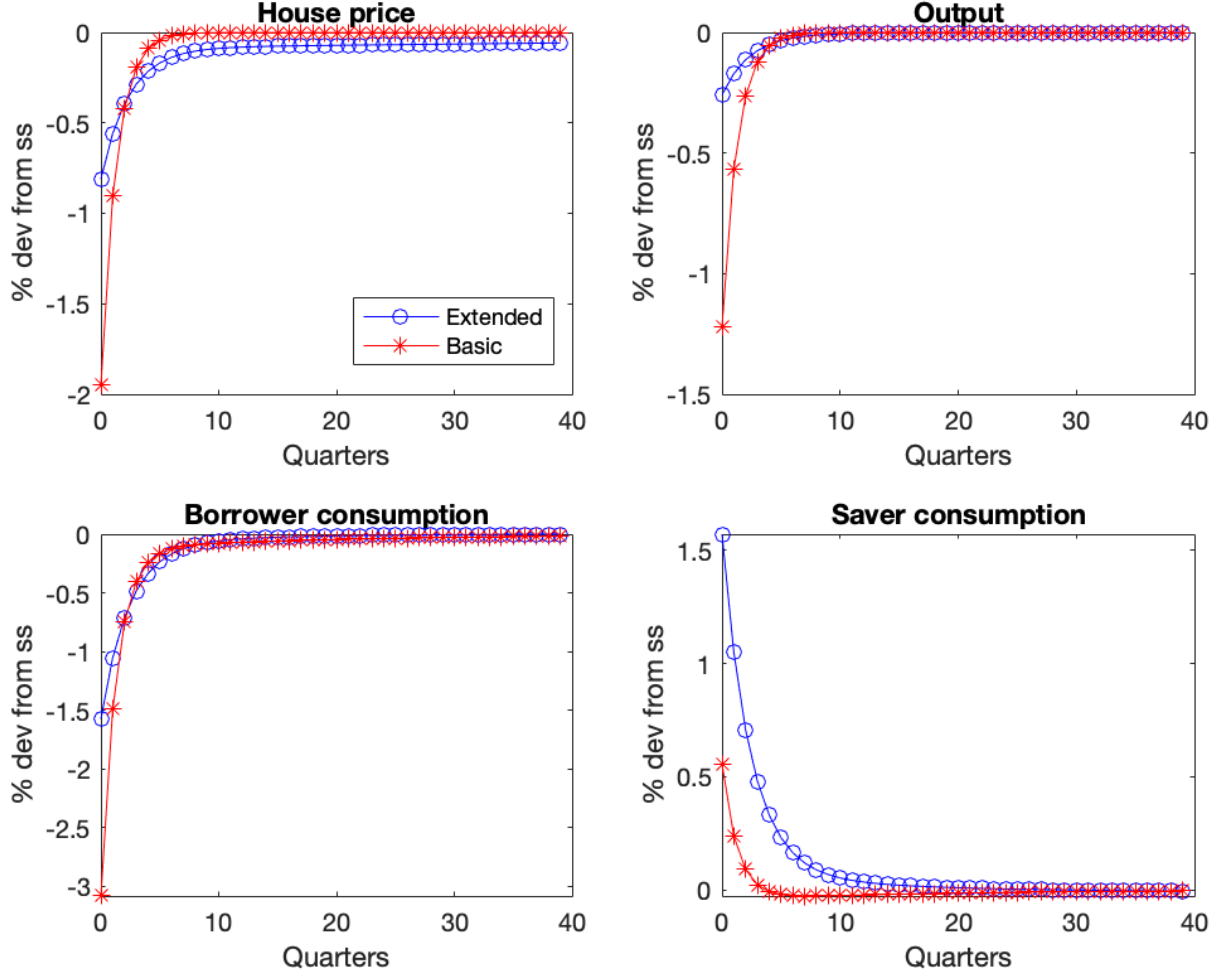 House price
% dev from ss
0
-0.5
-1
-1.5
-2
0 10 20 30 40
Quarters
Extended
Basic
Output
% dev from ss
0
-0.5
-1
-1.5
0 10 20 30 40
Quarters
Borrower consumption
% dev from ss
0
-0.5
-1
-1.5
-2
-2.5
-3
0 10 20 30 40
Quarters
Saver consumption
% dev from ss
1.5
1
0.5
0
0 10 20 30 40
Quarters